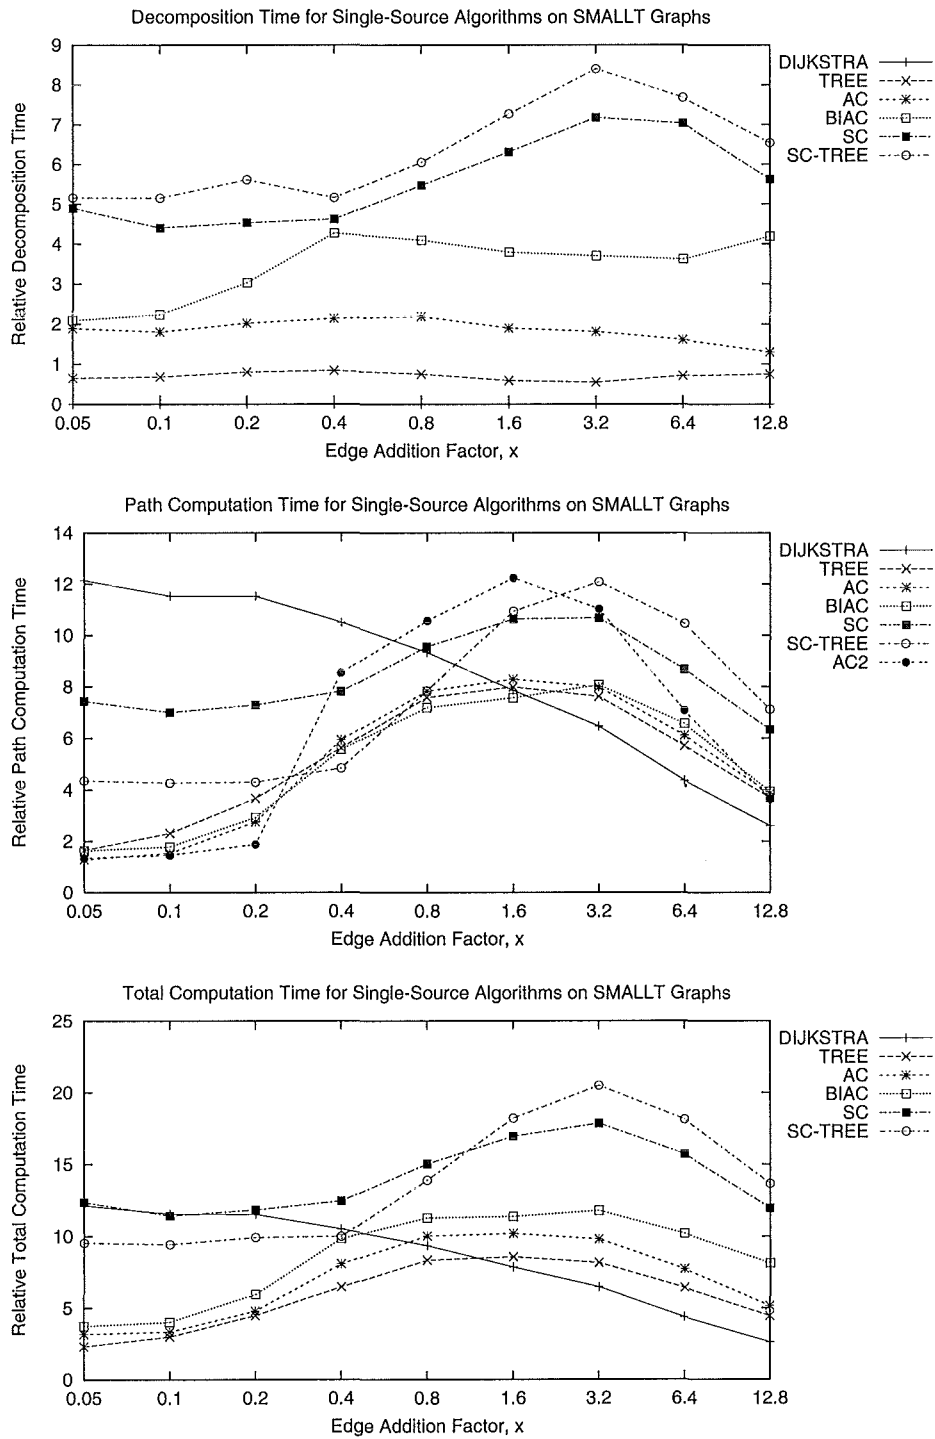 Decomposition Time for Single-Source Algorithms on SMALLT Graphs
9
8
7
6
5
4
3
2
1
0
Relative Decomposition Time
0.05 0.1 0.2 0.4 0.8 1.6 3.2 6.4 12.8
Edge Addition Factor, x
DIJKSTRA
TREE
AC
BIAC
SC
SC-TREE
Path Computation Time for Single-Source Algorithms on SMALLT Graphs
14
12
10
8
6
4
2
0
Relative Path Computation Time
0.05 0.1 0.2 0.4 0.8 1.6 3.2 6.4 12.8
Edge Addition Factor, x
DIJKSTRA
TREE
AC
BIAC
SC
SC-TREE
AC2
Total Computation Time for Single-Source Algorithms on SMALLT Graphs
25
20
15
10
5
0
Relative Total Computation Time
0.05 0.1 0.2 0.4 0.8 1.6 3.2 6.4 12.8
Edge Addition Factor, x
DIJKSTRA
TREE
AC
BIAC
SC
SC-TREE